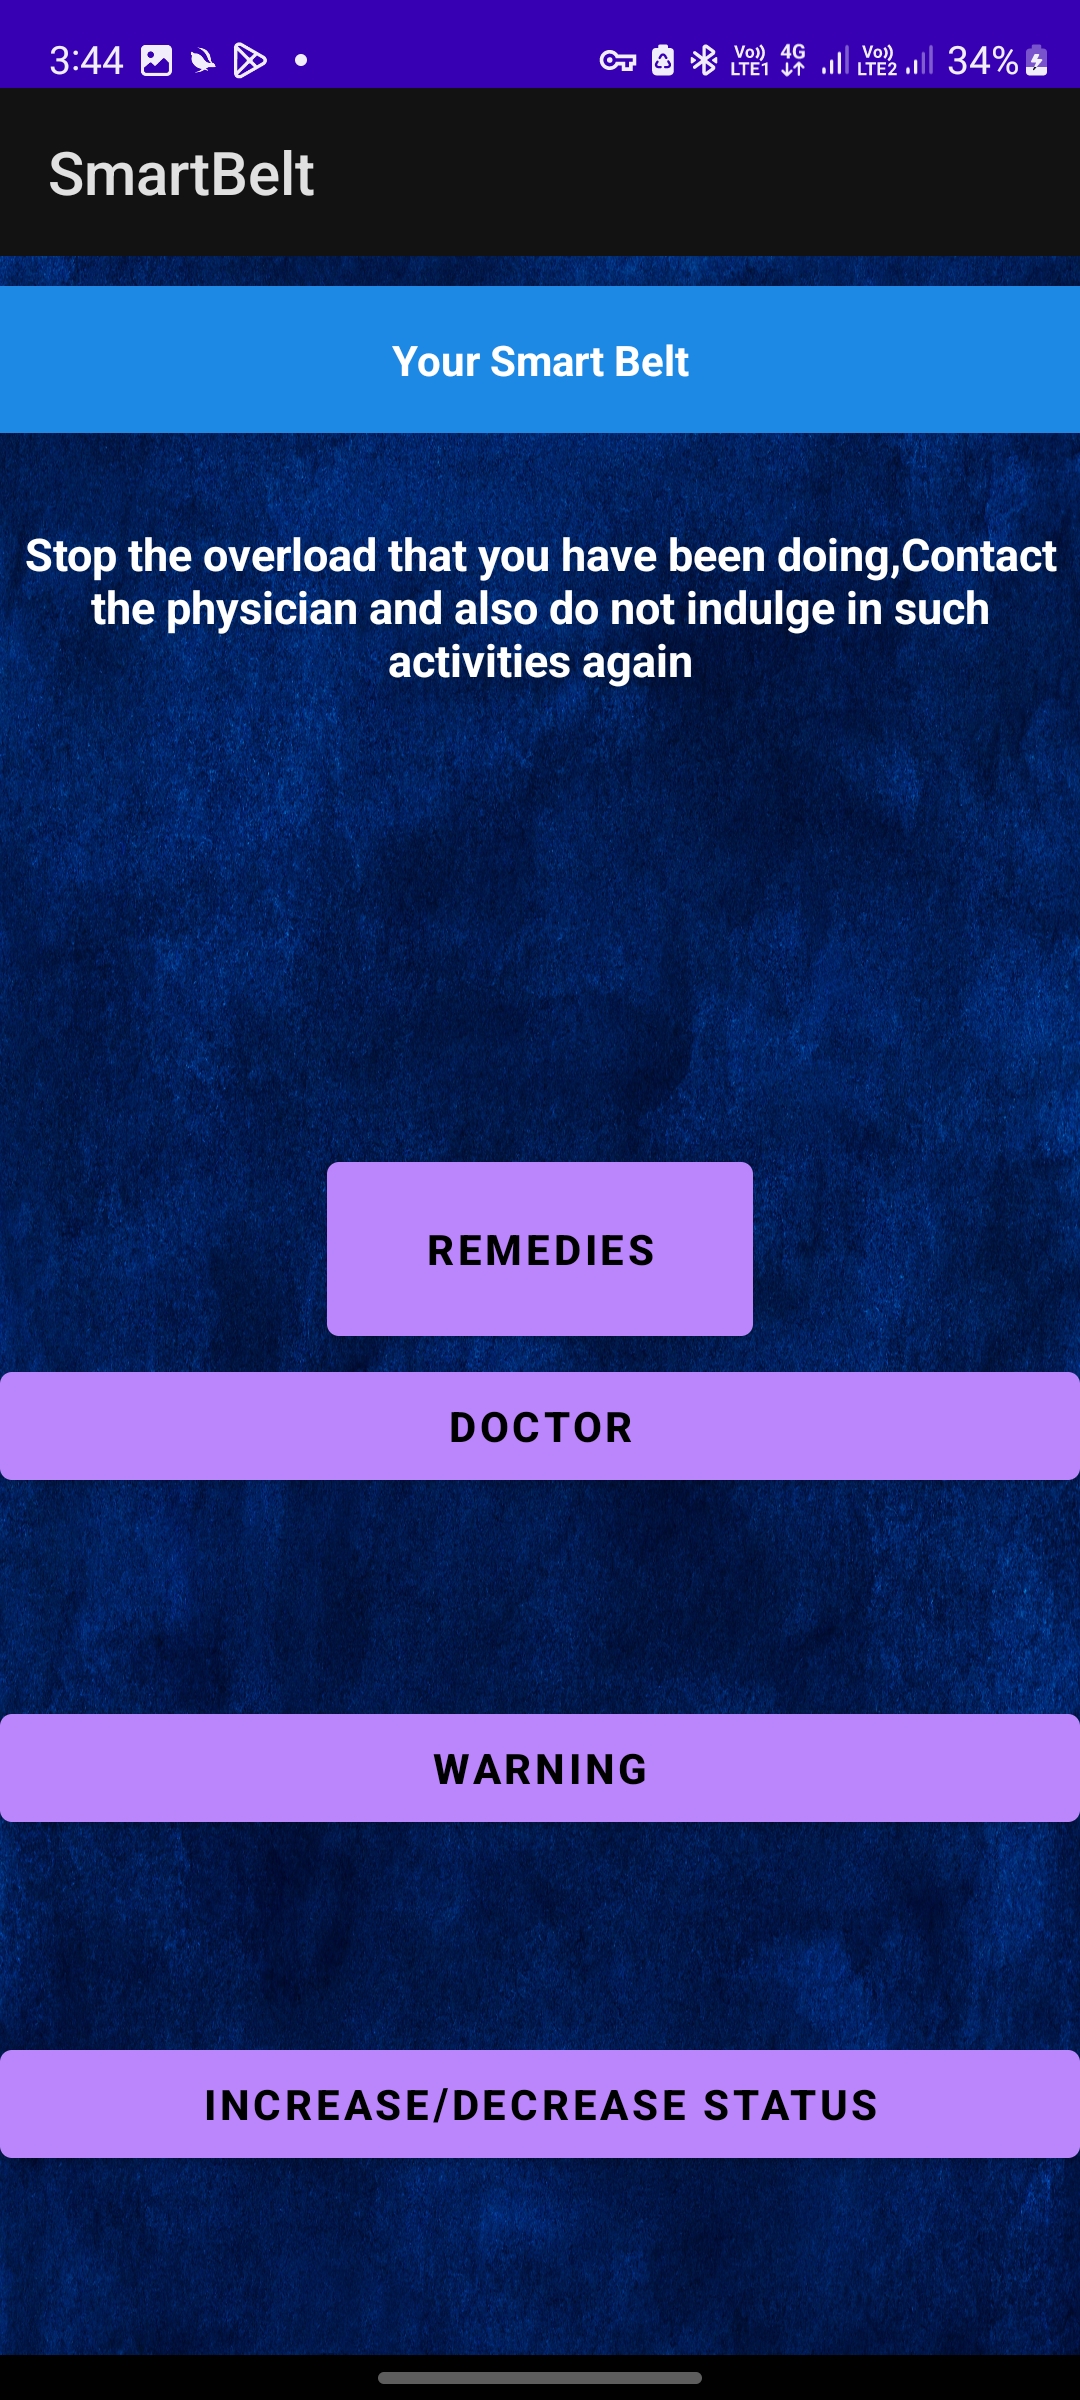 3:44
Vo)) LTE1 4G Vo)) LTE2 34%
SmartBelt
Your Smart Belt
Stop the overload that you have been doing,Contact
the physician and also do not indulge in such
activities again
REMEDIES
DOCTOR
WARNING
INCREASE/DECREASE STATUS